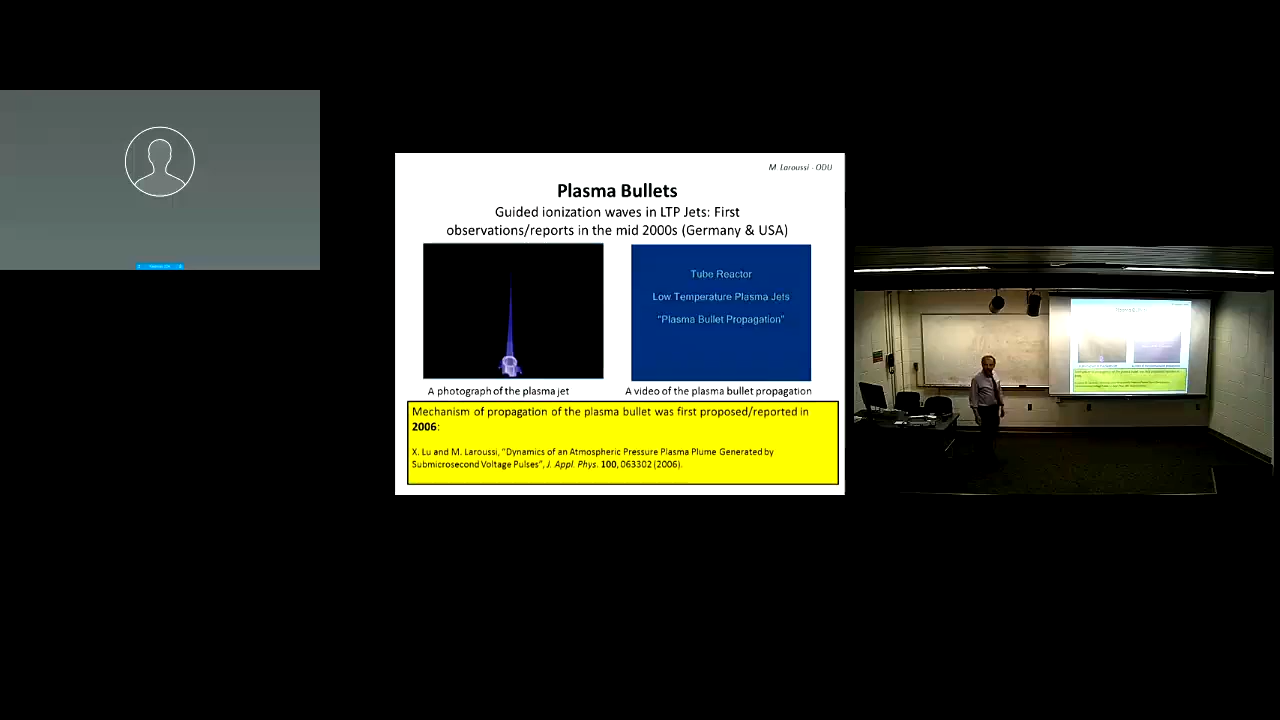 M. Laroussi - ODU
Plasma Bullets
Guided ionization waves in LTP Jets: First
observations/reports in the mid 2000s (Germany & USA)
Tube Reactor
Low Temperature Plasma Jets
"Plasma Bullet Propagation"
A photograph of the plasma jet
A video of the plasma bullet propagation
Mechanism of propagation of the plasma bullet was first proposed/reported in
2006:
X. Lu and M. Laroussi, "Dynamics of an Atmospheric Pressure Plasma Plume Generated by
Submicrosecond Voltage Pulses", J. Appl. Phys. 100, 063302 (2006).